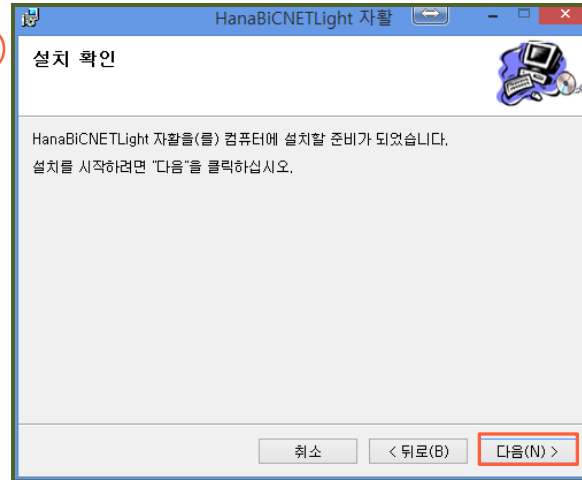 HanaBiCNETLight 자활
설치 확인
HanaBiCNETLight 자활을(를) 컴퓨터에 설치할 준비가 되었습니다.
설치를 시작하려면 "다음"을 클릭하십시오.
취소
< 뒤로(B)
다음(N) >